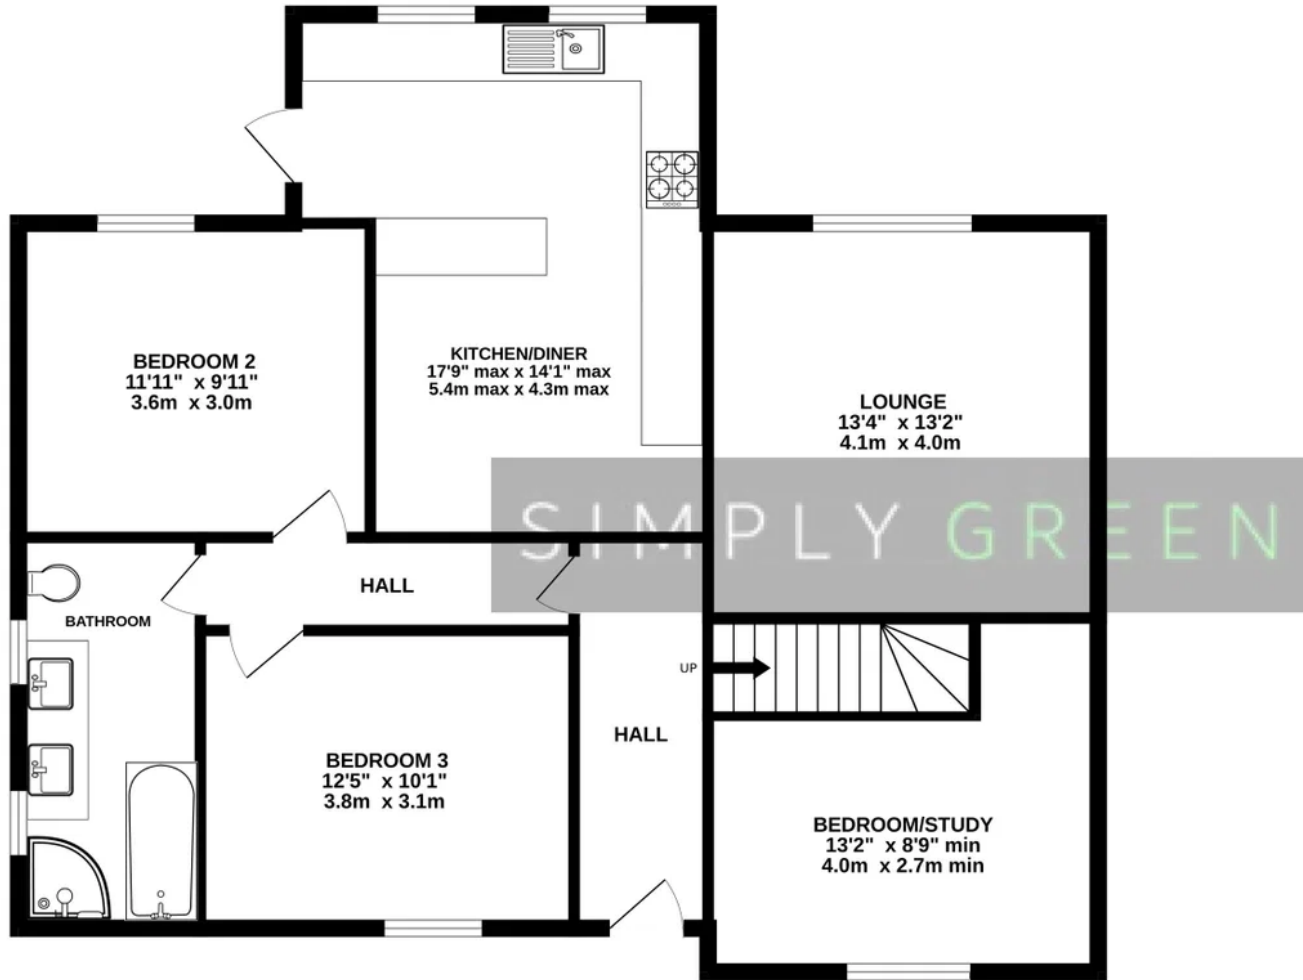 BEDROOM 2
11'11" x 9'11"
3.6m x 3.0m
KITCHEN/DINER
17'9" max x 14'1" max
5.4m max x 4.3m max
LOUNGE
13'4" x 13'2"
4.1m x 4.0m
SIMPLY GREEN
HALL
BATHROOM
UP
HALL
BEDROOM 3
12'5" x 10'1"
3.8m x 3.1m
BEDROOM/STUDY
13'2" x 8'9" min
4.0m x 2.7m min